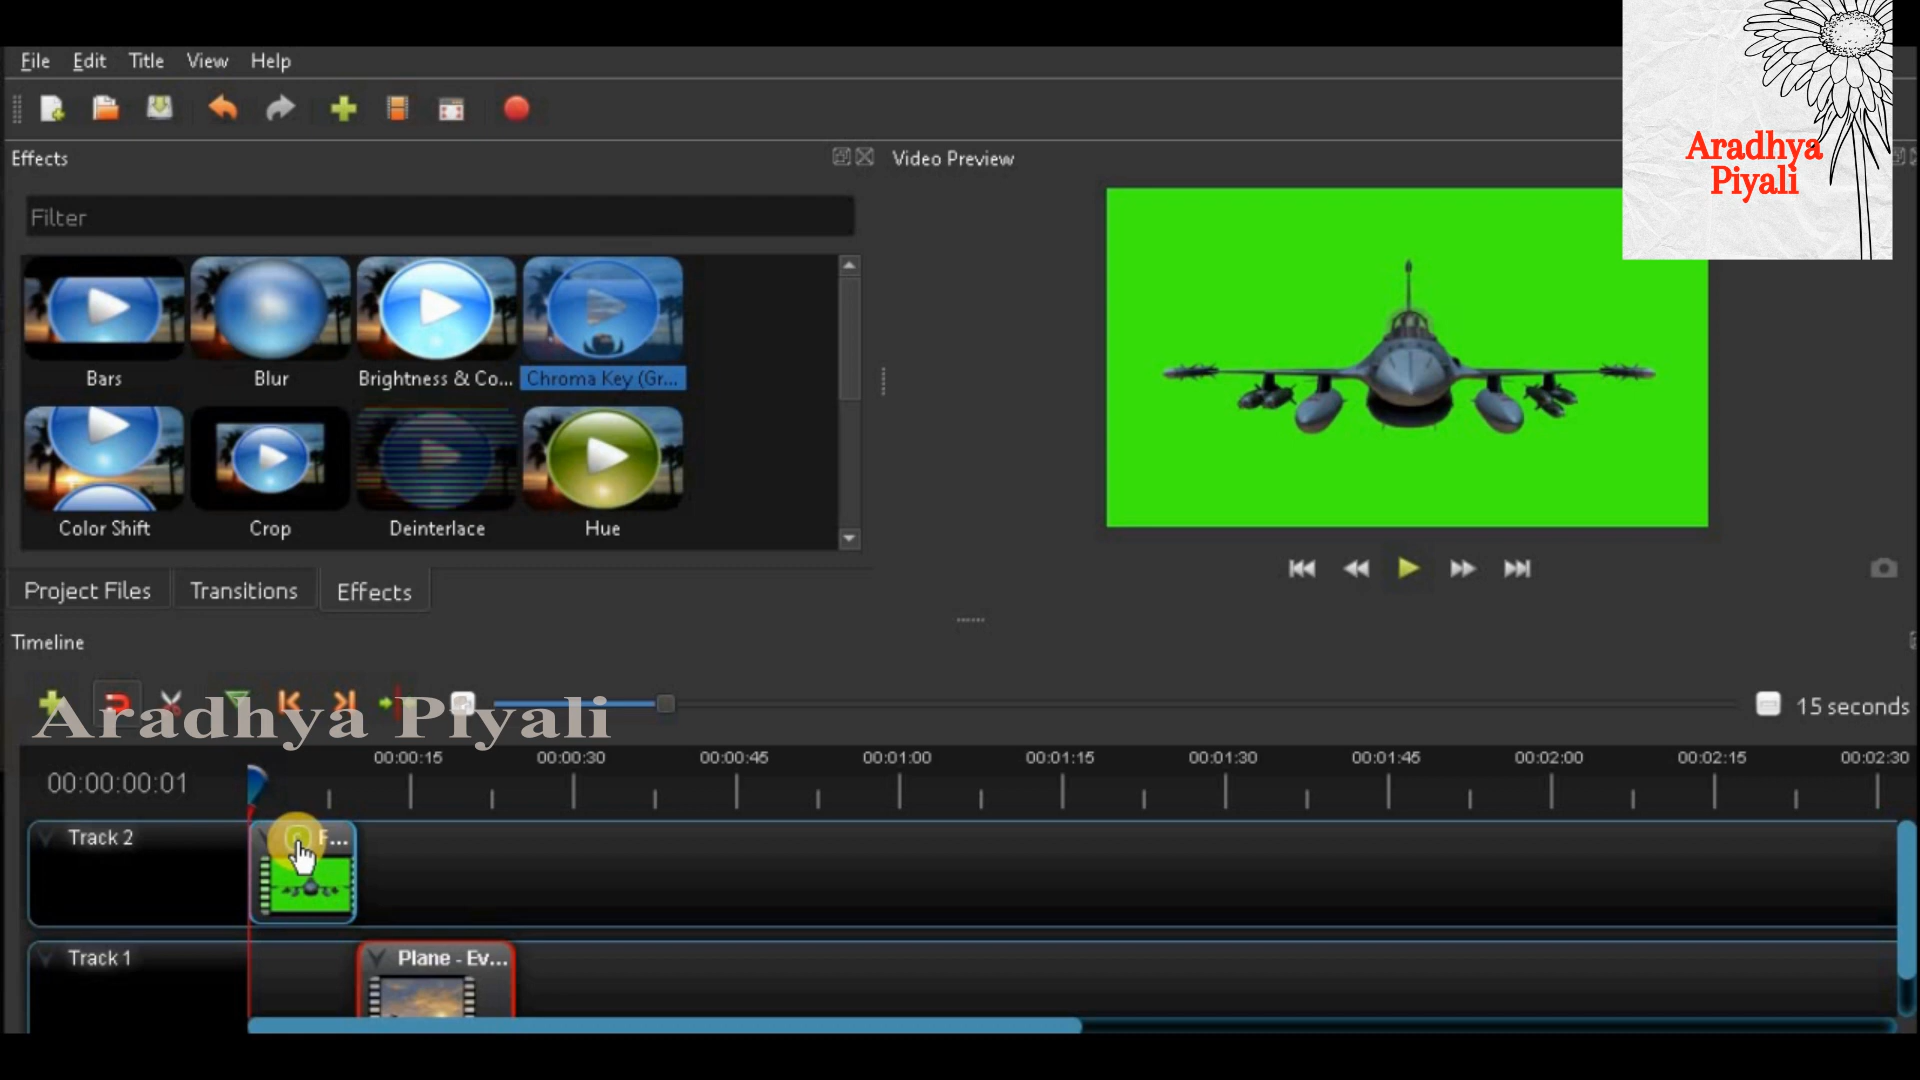 File Edit Title View Help
Aradhya
Piyali
Effects
Video Preview
Filter
Bars
Blur
Brightness & Co...
Chroma Key (Gr...
Color Shift
Crop
Deinterlace
Hue
Project Files
Transitions
Effects
Timeline
Aradhya Piyali
15 seconds
00:00:00:01
00:00:15
00:00:30
00:00:45
00:01:00
00:01:15
00:01:30
00:01:45
00:02:00
00:02:15
00:02:30
Track 2
F...
Track 1
Plane - Ev...